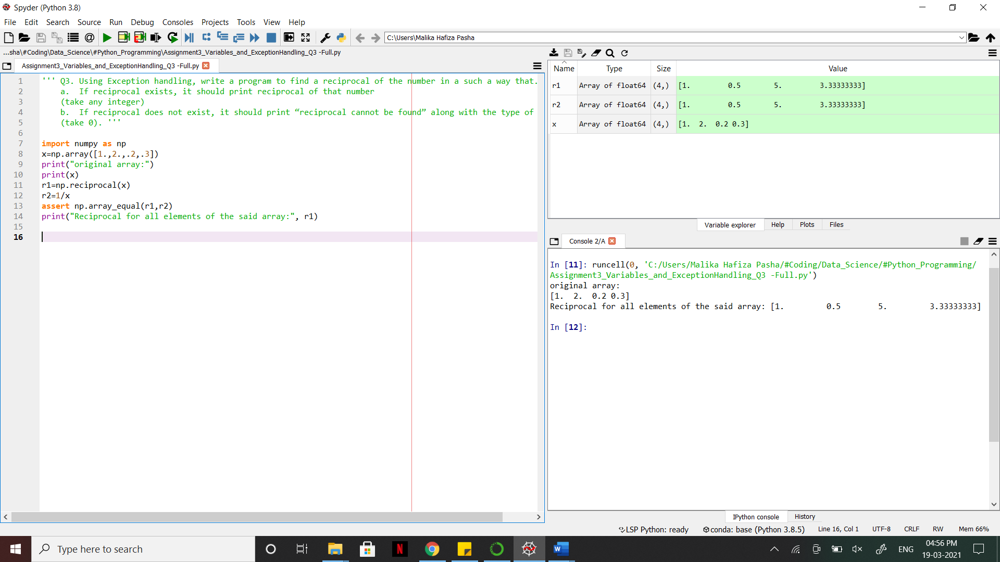 Spyder (Python 3.8)
File Edit Search Source Run Debug Consoles Projects Tools View Help
C:\Users\Malika Hafiza Pasha
...sha\#Coding\Data_Science\#Python_Programming\Assignment3_Variables_and_ExceptionHandling_Q3 -Full.py
Assignment3_Variables_and_ExceptionHandling_Q3 -Full.py
1 ''' Q3. Using Exception handling, write a program to find a reciprocal of the number in a such a way that.
2 a. If reciprocal exists, it should print reciprocal of that number
3 (take any integer)
4 b. If reciprocal does not exist, it should print “reciprocal cannot be found” along with the type of
5 (take 0). '''
6
7 import numpy as np
8 x=np.array([1.,2.,.2,.3])
9 print("original array:")
10 print(x)
11 r1=np.reciprocal(x)
12 r2=1/x
13 assert np.array_equal(r1,r2)
14 print("Reciprocal for all elements of the said array:", r1)
15
16
Name Type Size Value
r1 Array of float64 (4,) [1. 0.5 5. 3.33333333]
r2 Array of float64 (4,) [1. 0.5 5. 3.33333333]
x Array of float64 (4,) [1. 2. 0.2 0.3]
Variable explorer Help Plots Files
Console 2/A
In [11]: runcell(0, 'C:/Users/Malika Hafiza Pasha/#Coding/Data_Science/#Python_Programming/
Assignment3_Variables_and_ExceptionHandling_Q3 -Full.py')
original array:
[1. 2. 0.2 0.3]
Reciprocal for all elements of the said array: [1. 0.5 5. 3.33333333]
In [12]:
IPython console History
LSP Python: ready conda: base (Python 3.8.5) Line 16, Col 1 UTF-8 CRLF RW Mem 66%
Type here to search
ENG
04:56 PM
19-03-2021